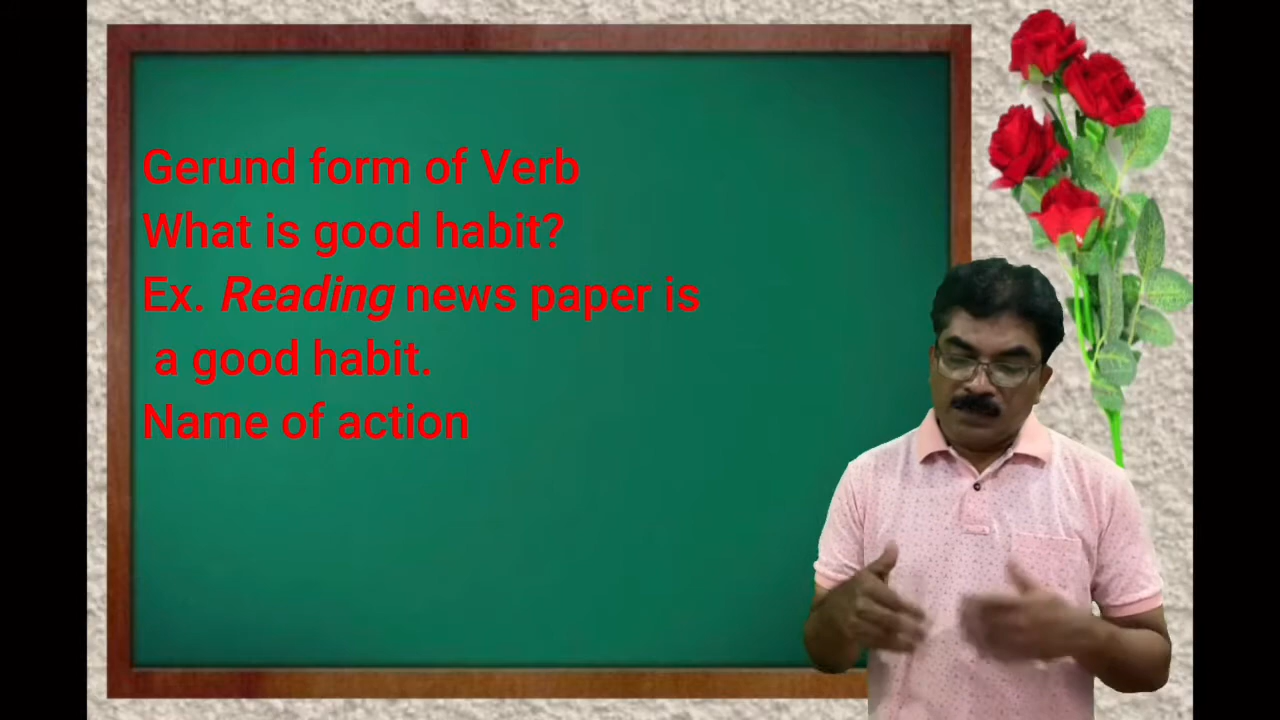 Gerund form of Verb
What is good habit?
Ex. Reading news paper is
a good habit.
Name of action